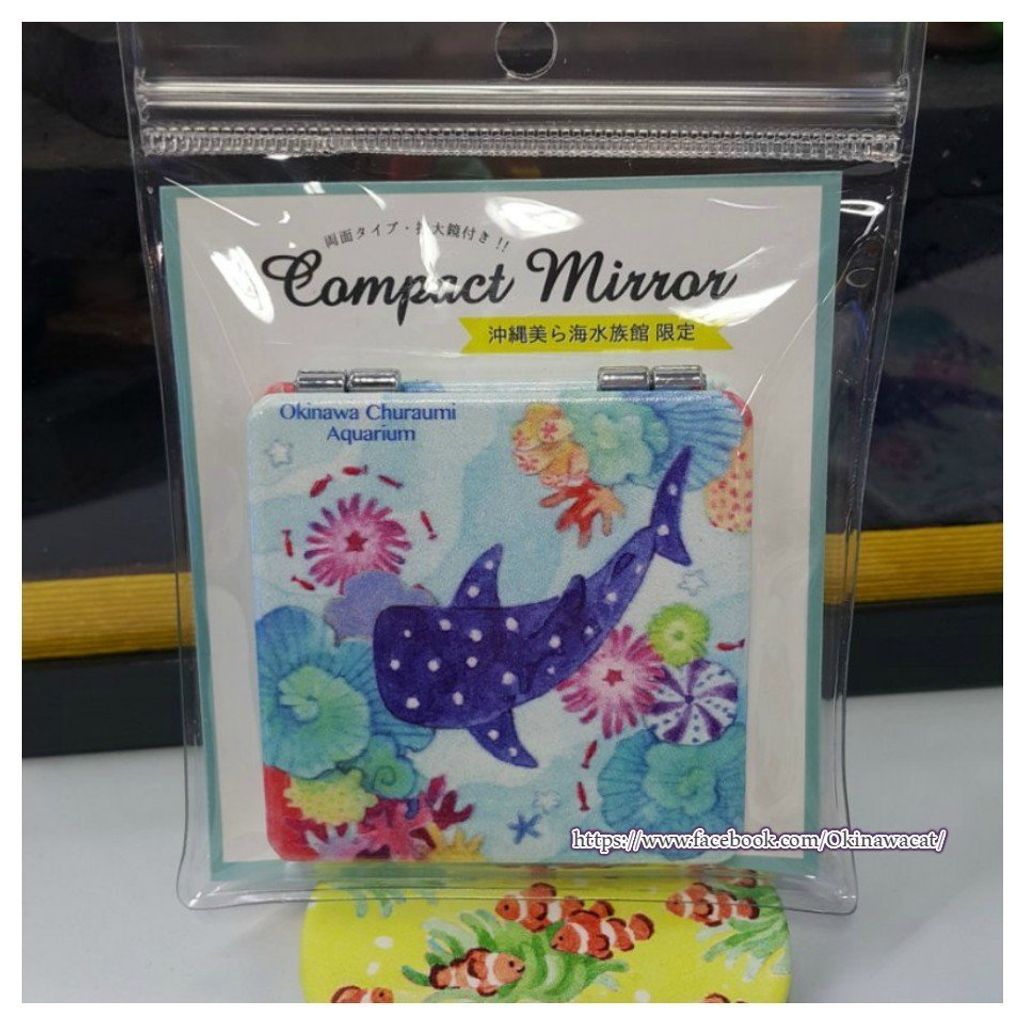 両面タイプ・拡大鏡付き!!
Compact Mirror
沖縄美ら海水族館 限定
Okinawa Churaumi
Aquarium
https://www.facebook.com/Okinawacat/